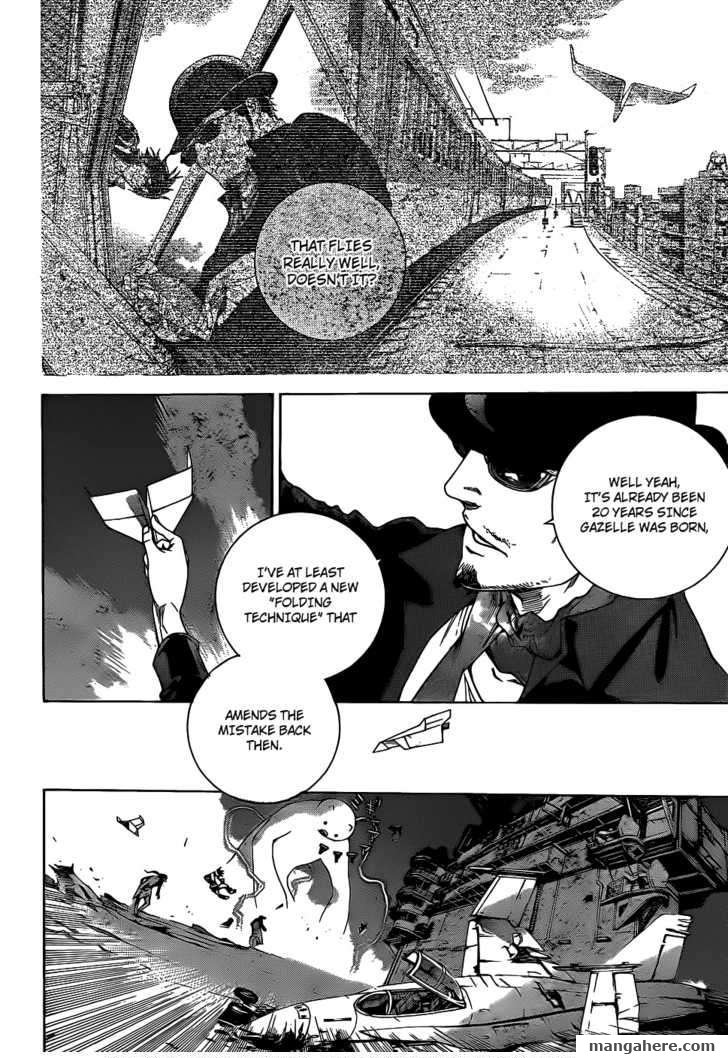 THAT FLIES
REALLY WELL,
DOESN'T IT?
WELL YEAH,
IT'S ALREADY BEEN
20 YEARS SINCE
GAZELLE WAS BORN,
I'VE AT LEAST
DEVELOPED A NEW
"FOLDING
TECHNIQUE" THAT
AMENDS THE
MISTAKE BACK
THEN.
mangahere.com